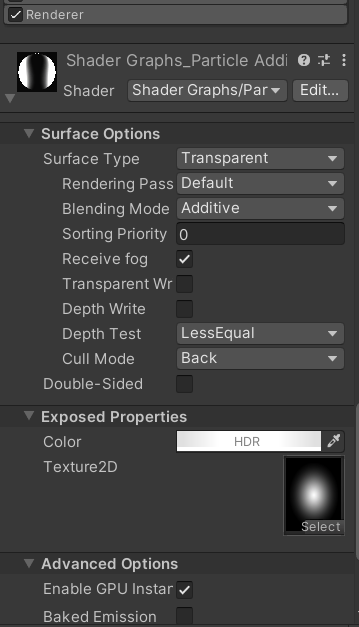 Renderer
Shader Graphs_Particle Addi
Shader Shader Graphs/Par Edit...
Surface Options
Surface Type Transparent
Rendering Pass Default
Blending Mode Additive
Sorting Priority 0
Receive fog
Transparent Wr
Depth Write
Depth Test LessEqual
Cull Mode Back
Double-Sided
Exposed Properties
Color HDR
Texture2D
Select
Advanced Options
Enable GPU Instar
Baked Emission